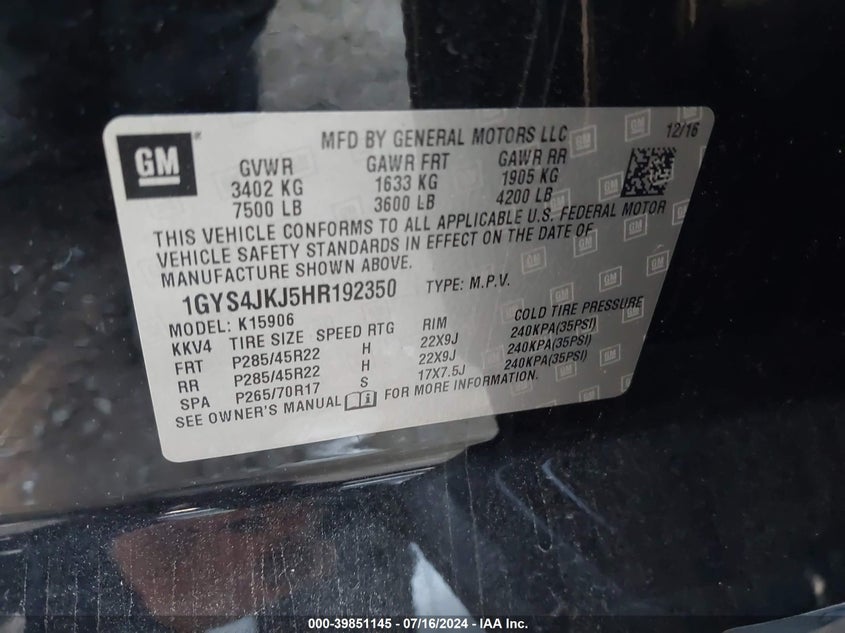 GM
MFD BY GENERAL MOTORS LLC
12/16
GVWR GAWR FRT GAWR RR
3402 KG 1633 KG 1905 KG
7500 LB 3600 LB 4200 LB
THIS VEHICLE CONFORMS TO ALL APPLICABLE U.S. FEDERAL MOTOR
VEHICLE SAFETY STANDARDS IN EFFECT ON THE DATE OF
MANUFACTURE SHOWN ABOVE.
1GYS4JKJ5HR192350 TYPE: M.P.V.
MODEL: K15906
KKV4 TIRE SIZE SPEED RTG RIM COLD TIRE PRESSURE
FRT P285/45R22 H 22X9J 240KPA(35PSI)
RR P285/45R22 H 22X9J 240KPA(35PSI)
SPA P265/70R17 S 17X7.5J 240KPA(35PSI)
SEE OWNER'S MANUAL FOR MORE INFORMATION.
000-39851145 - 07/16/2024 - IAA Inc.